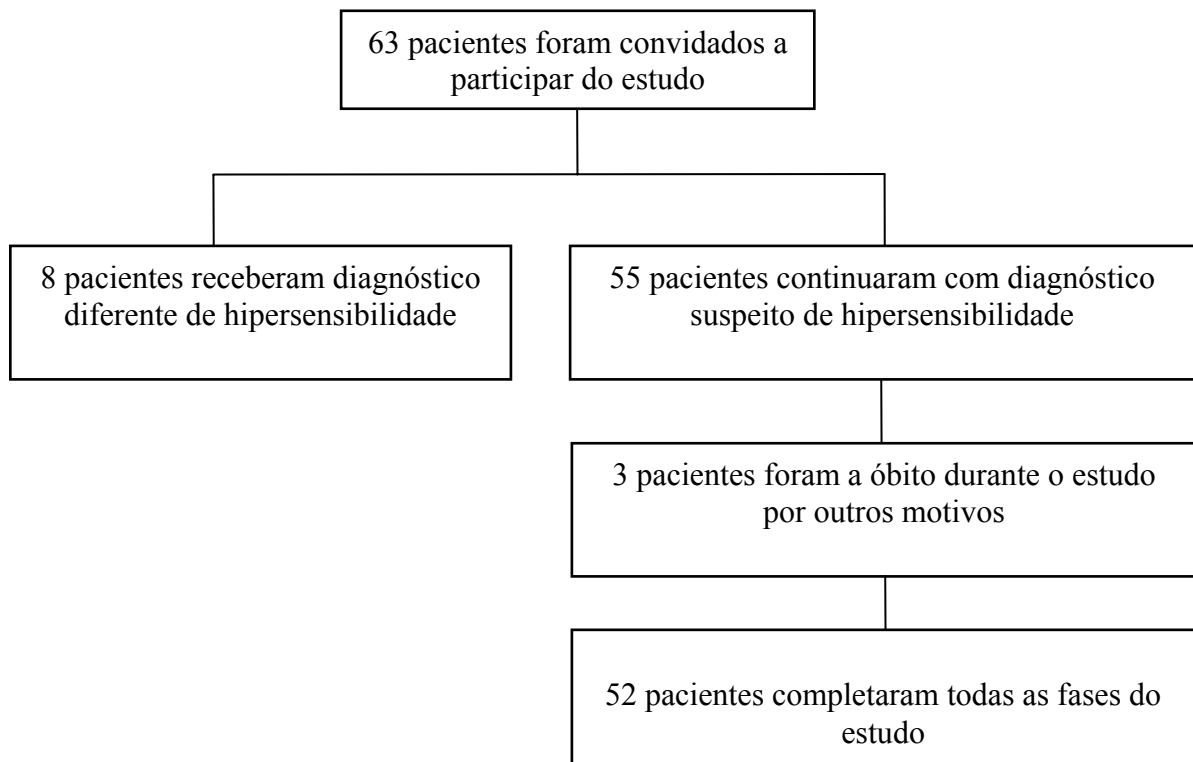 63 pacientes foram convidados a
participar do estudo
8 pacientes receberam diagnóstico
diferente de hipersensibilidade
55 pacientes continuaram com diagnóstico
suspeito de hipersensibilidade
3 pacientes foram a óbito durante o estudo
por outros motivos
52 pacientes completaram todas as fases do
estudo